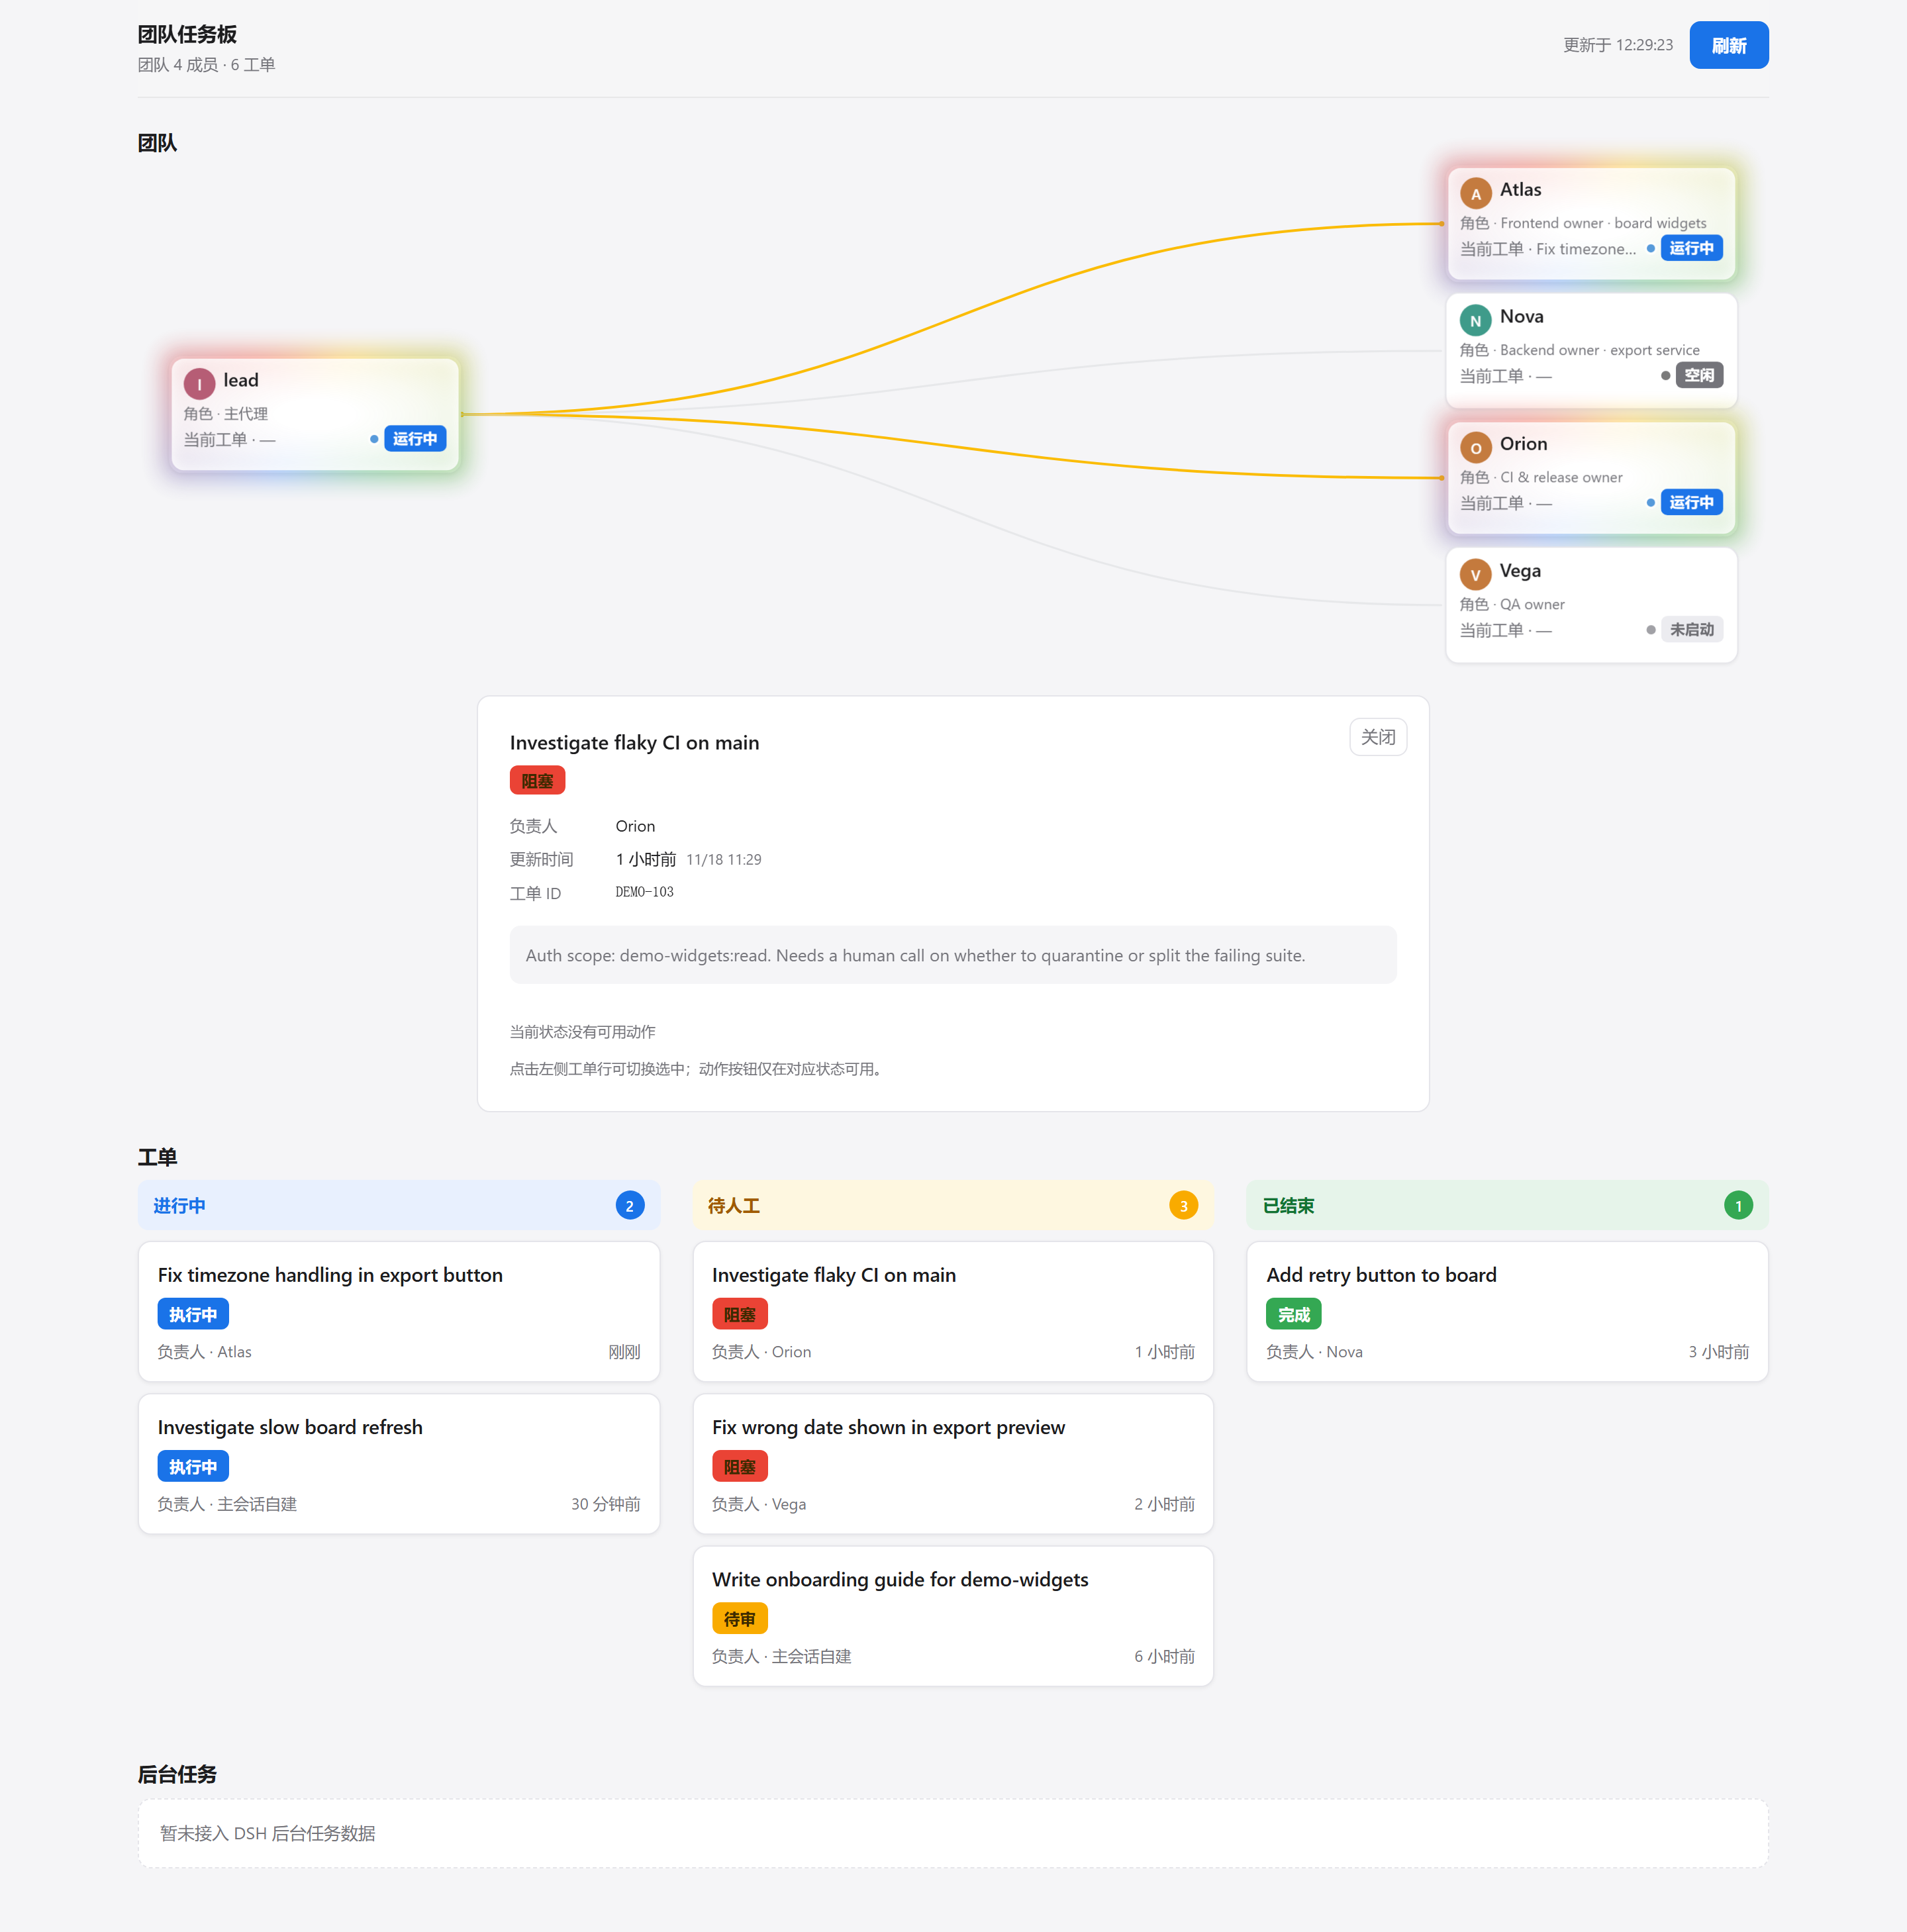 团队任务板
团队 4 成员 · 6 工单
更新于 12:29:23
刷新
团队
I
lead
角色 · 主代理
当前工单 · —
运行中
A
Atlas
角色 · Frontend owner · board widgets
当前工单 · Fix timezone...
运行中
N
Nova
角色 · Backend owner · export service
当前工单 · —
空闲
O
Orion
角色 · CI & release owner
当前工单 · —
运行中
V
Vega
角色 · QA owner
当前工单 · —
未启动
Investigate flaky CI on main
关闭
阻塞
负责人 Orion
更新时间 1 小时前 11/18 11:29
工单 ID DEMO-103
Auth scope: demo-widgets:read. Needs a human call on whether to quarantine or split the failing suite.
当前状态没有可用动作
点击左侧工单行可切换选中；动作按钮仅在对应状态可用。
工单
进行中 2
Fix timezone handling in export button
执行中
负责人 · Atlas 刚刚
Investigate slow board refresh
执行中
负责人 · 主会话自建 30 分钟前
待人工 3
Investigate flaky CI on main
阻塞
负责人 · Orion 1 小时前
Fix wrong date shown in export preview
阻塞
负责人 · Vega 2 小时前
Write onboarding guide for demo-widgets
待审
负责人 · 主会话自建 6 小时前
已结束 1
Add retry button to board
完成
负责人 · Nova 3 小时前
后台任务
暂未接入 DSH 后台任务数据